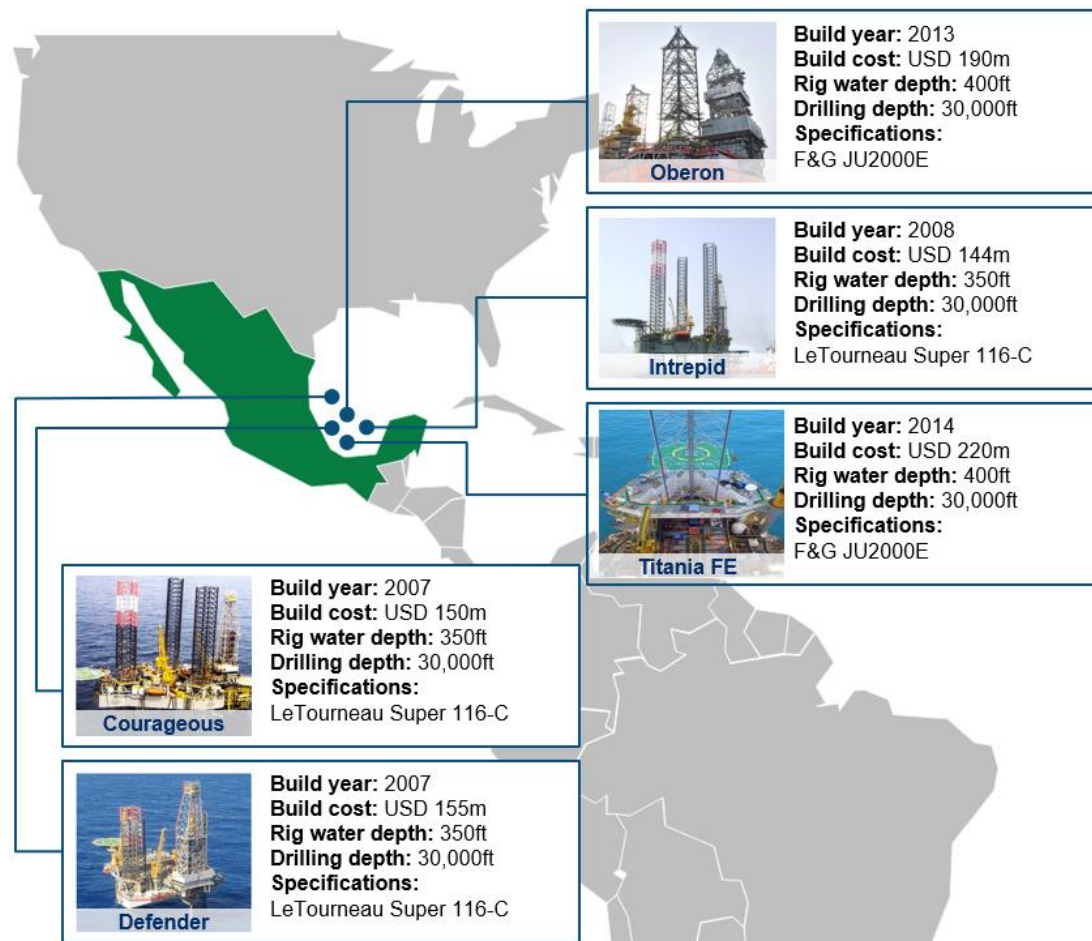 Build year: 2013
Build cost: USD 190m
Rig water depth: 400ft
Drilling depth: 30,000ft
Specifications:
F&G JU2000E
Oberon
Build year: 2008
Build cost: USD 144m
Rig water depth: 350ft
Drilling depth: 30,000ft
Specifications:
LeTourneau Super 116-C
Intrepid
Build year: 2014
Build cost: USD 220m
Rig water depth: 400ft
Drilling depth: 30,000ft
Specifications:
F&G JU2000E
Titania FE
Build year: 2007
Build cost: USD 150m
Rig water depth: 350ft
Drilling depth: 30,000ft
Specifications:
LeTourneau Super 116-C
Courageous
Build year: 2007
Build cost: USD 155m
Rig water depth: 350ft
Drilling depth: 30,000ft
Specifications:
LeTourneau Super 116-C
Defender